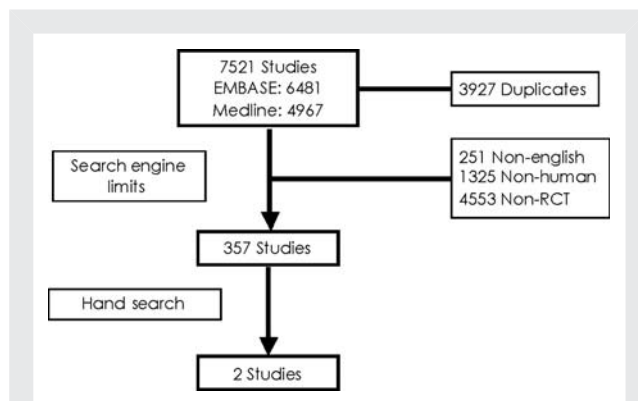 7521 Studies
EMBASE: 6481
Medline: 4967
3927 Duplicates
Search engine
limits
251 Non-english
1325 Non-human
4553 Non-RCT
357 Studies
Hand search
2 Studies